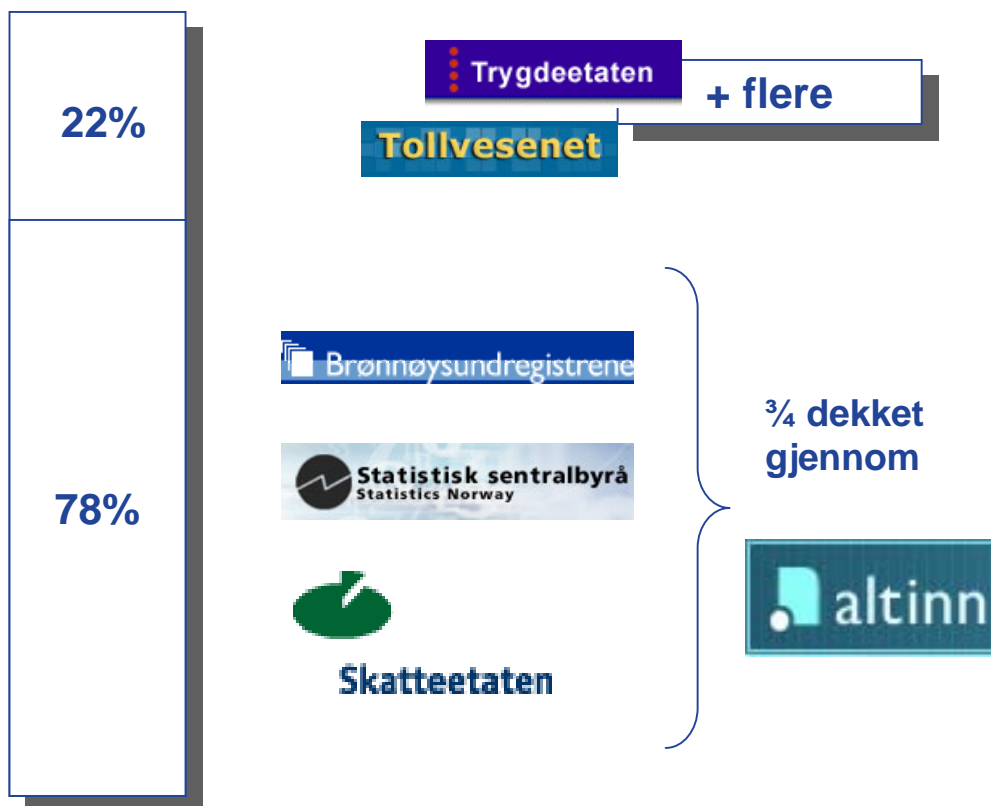 22%
Trygdeetaten
+ flere
Tollvesenet
78%
Brønnøysundregistrene
Statistisk sentralbyrå
Statistics Norway
Skatteetaten
¾ dekket
gjennom
altinn